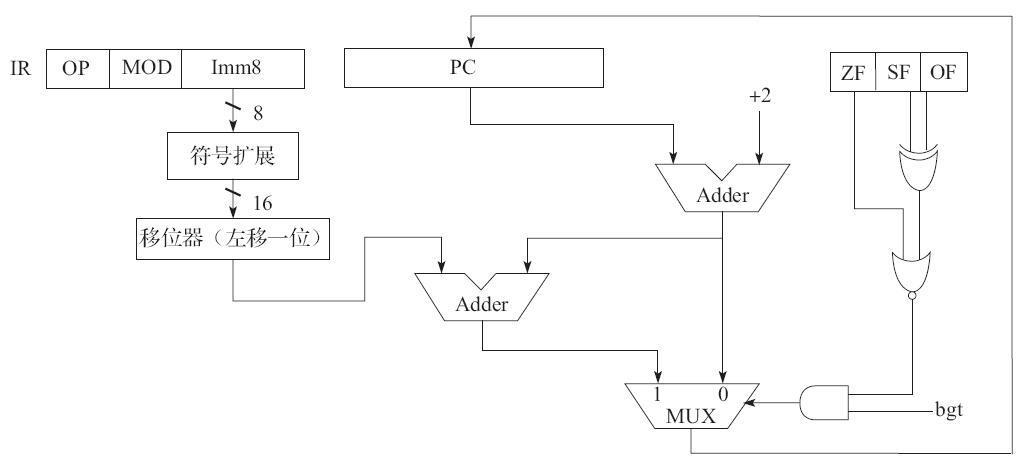 IR OP MOD Imm8
PC
ZF SF OF
8
+2
符号扩展
16
Adder
移位器（左移一位）
Adder
1 0
MUX
bgt